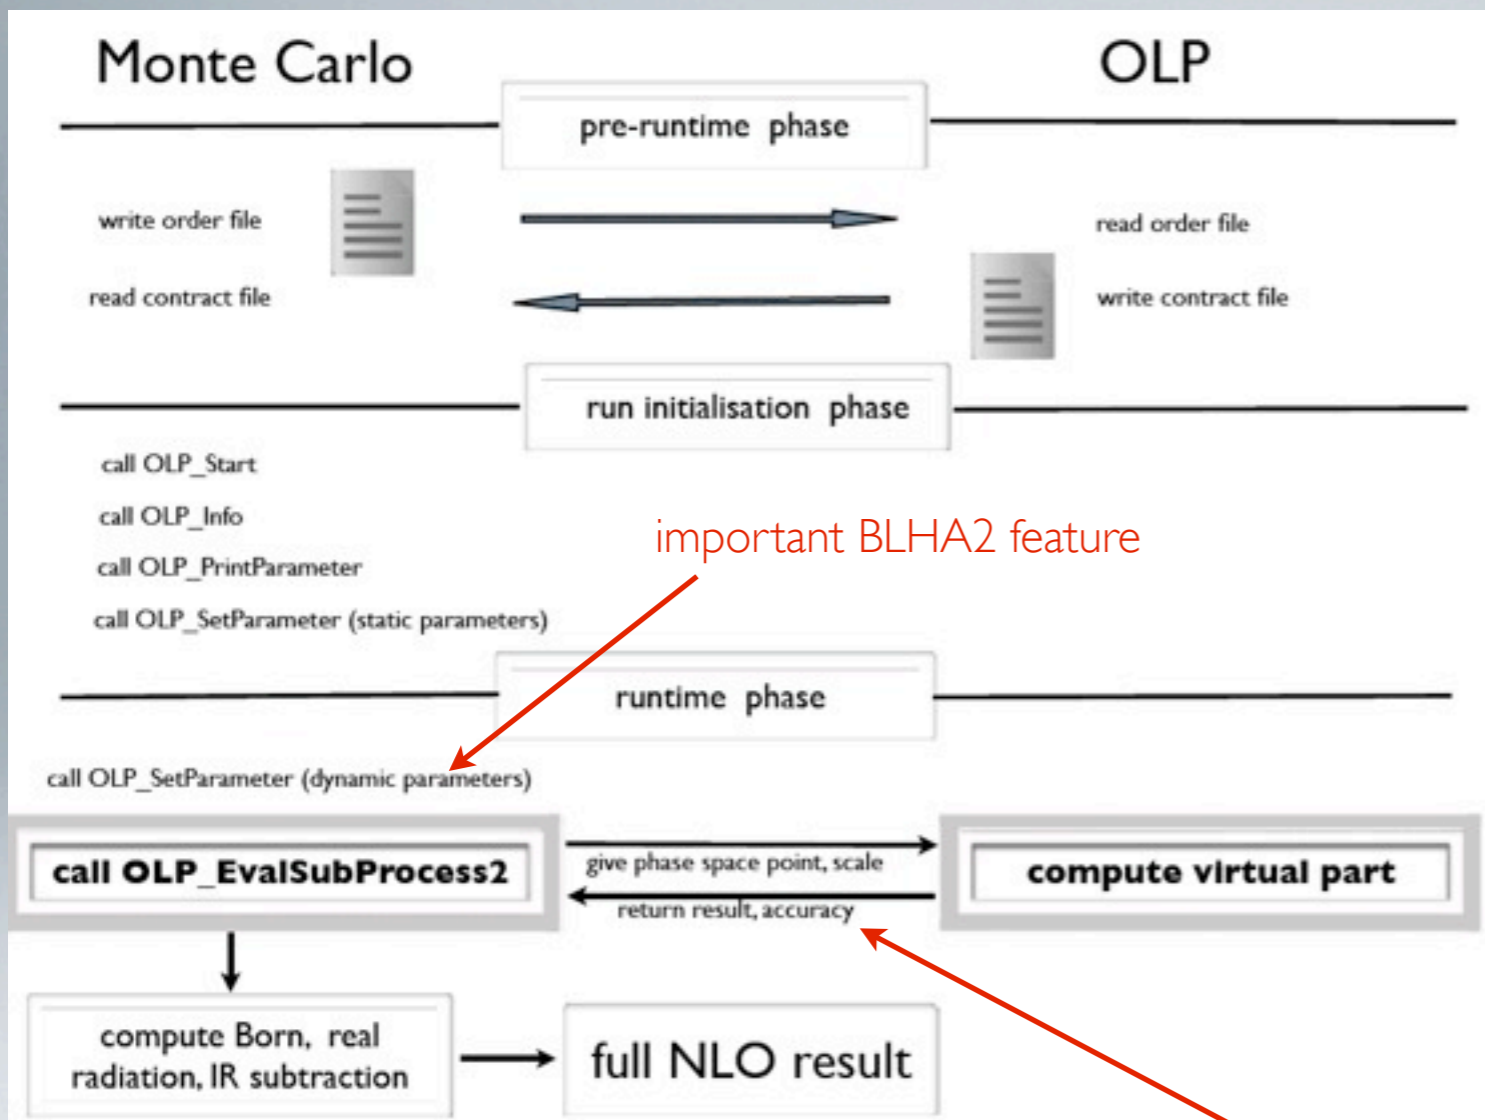 Monte Carlo
OLP
pre-runtime phase
write order file
read order file
read contract file
write contract file
run initialisation phase
call OLP_Start
call OLP_Info
important BLHA2 feature
call OLP_PrintParameter
call OLP_SetParameter (static parameters)
runtime phase
call OLP_SetParameter (dynamic parameters)
call OLP_EvalSubProcess2
give phase space point, scale
return result, accuracy
compute virtual part
compute Born, real
radiation, IR subtraction
full NLO result